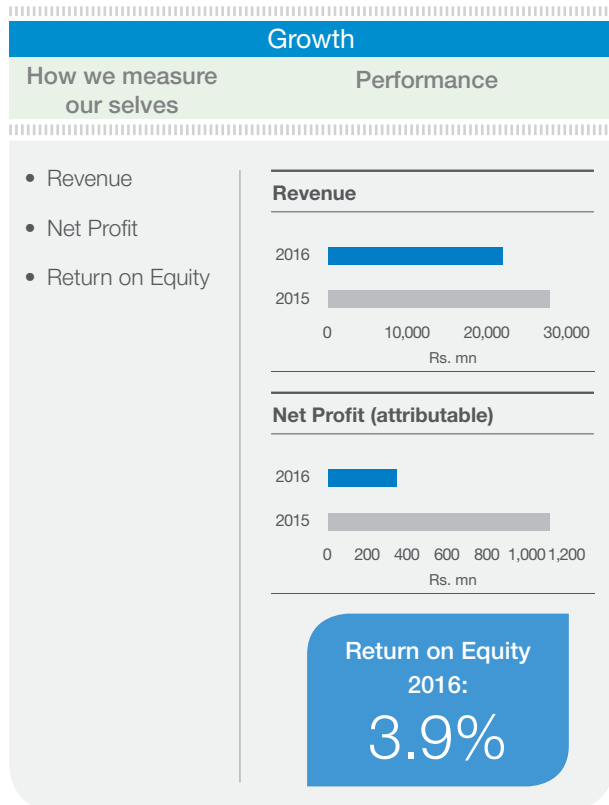 Growth
How we measure
our selves
Performance
• Revenue
• Net Profit
• Return on Equity
Revenue
2016
2015
0 10,000 20,000 30,000
Rs. mn
Net Profit (attributable)
2016
2015
0 200 400 600 800 1,000 1,200
Rs. mn
Return on Equity
2016:
3.9%